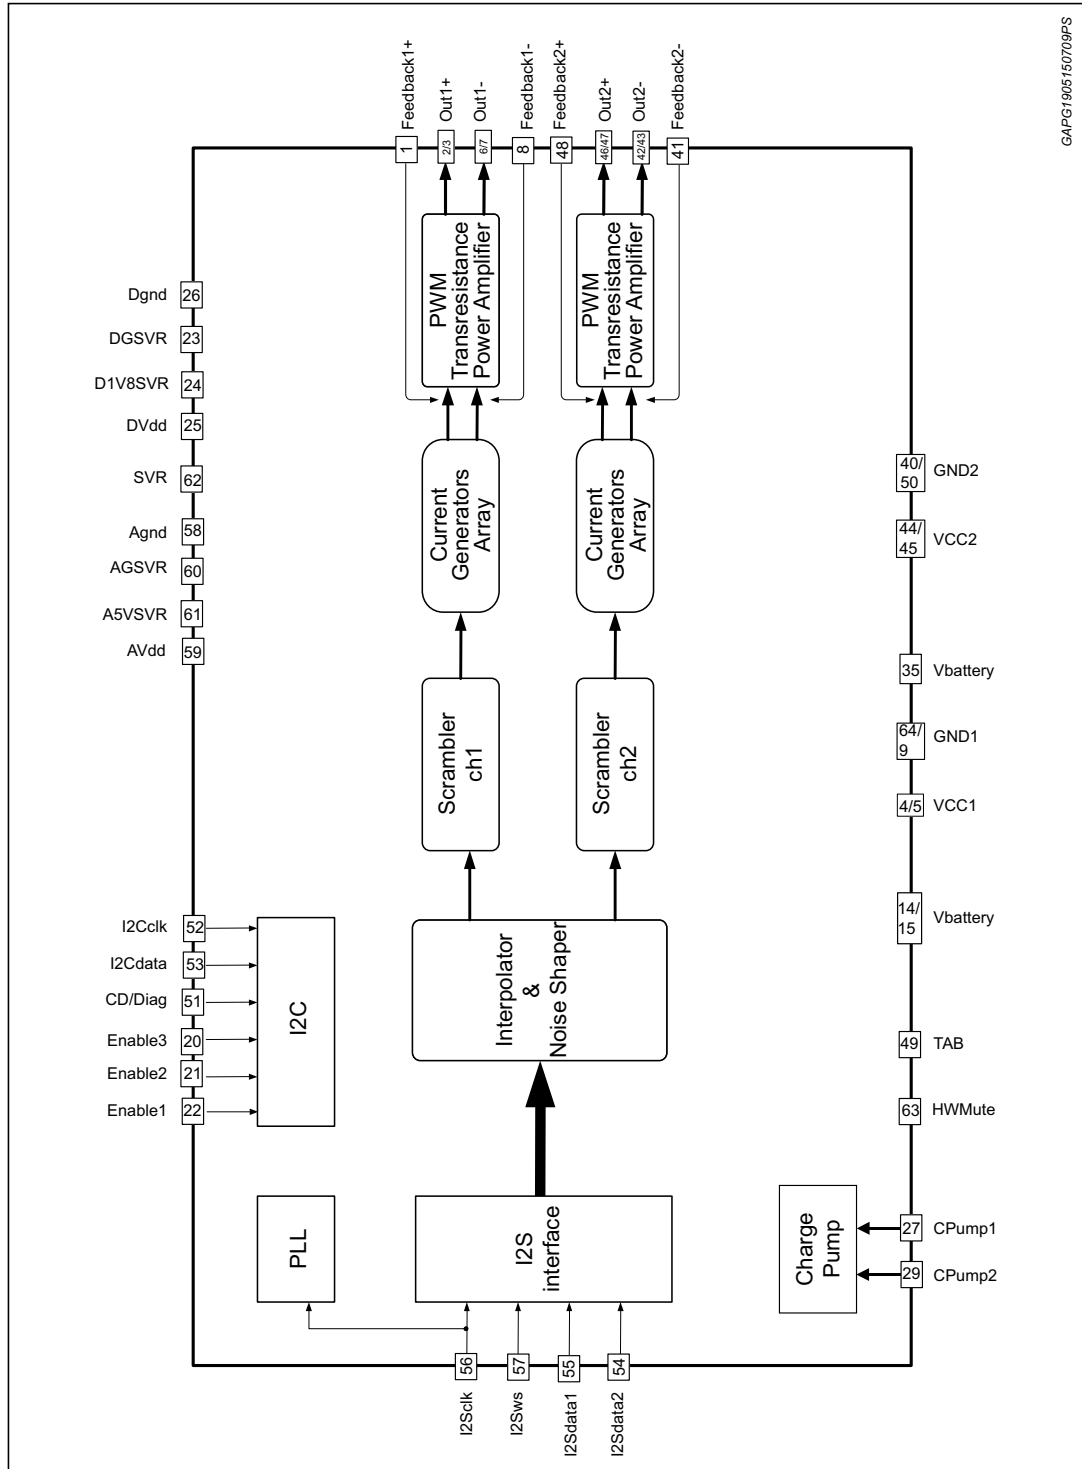 GAPG1905150709PS
Feedback1+
Out1+
Out1-
Feedback1-
Feedback2+
Out2+
Out2-
Feedback2-
1
2/3
6/7
8
48
46/47
42/43
41
PWM
Transresistance
Power Amplifier
PWM
Transresistance
Power Amplifier
Current
Generators
Array
Current
Generators
Array
Scrambler
ch1
Scrambler
ch2
Interpolator
&
Noise Shaper
I2S
interface
PLL
I2C
Charge
Pump
Dgnd 26
DGSVR 23
D1V8SVR 24
DVdd 25
SVR 62
Agnd 58
AGSVR 60
A5VSVR 61
AVdd 59
I2Cclk 52
I2Cdata 53
CD/Diag 51
Enable3 20
Enable2 21
Enable1 22
40/
50 GND2
44/
45 VCC2
35 Vbattery
64/
9 GND1
4/5 VCC1
14/
15 Vbattery
49 TAB
63 HWMute
27 CPump1
29 CPump2
56
57
55
54
I2Sclk
I2Sws
I2Sdata1
I2Sdata2